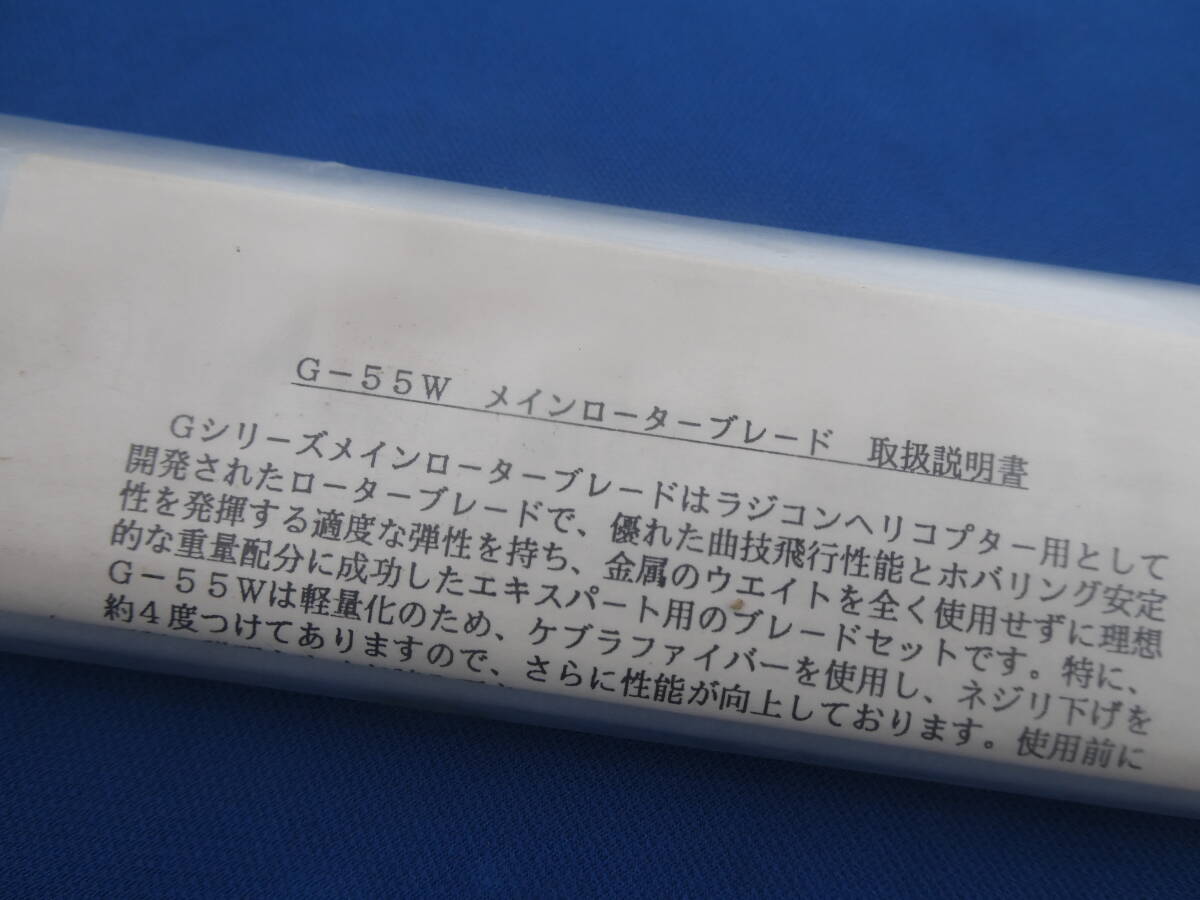 G－５５W　メインローターブレード　取扱説明書
Gシリーズメインローターブレードはラジコンヘリコプター用として
開発されたローターブレードで、優れた曲技飛行性能とホバリング安定
性を発揮する適度な弾性を持ち、金属のウエイトを全く使用せずに理想
的な重量配分に成功したエキスパート用のブレードセットです。特に、
G－５５Wは軽量化のため、ケブラファイバーを使用し、ネジリ下げを
約４度つけてありますので、さらに性能が向上しております。使用前に